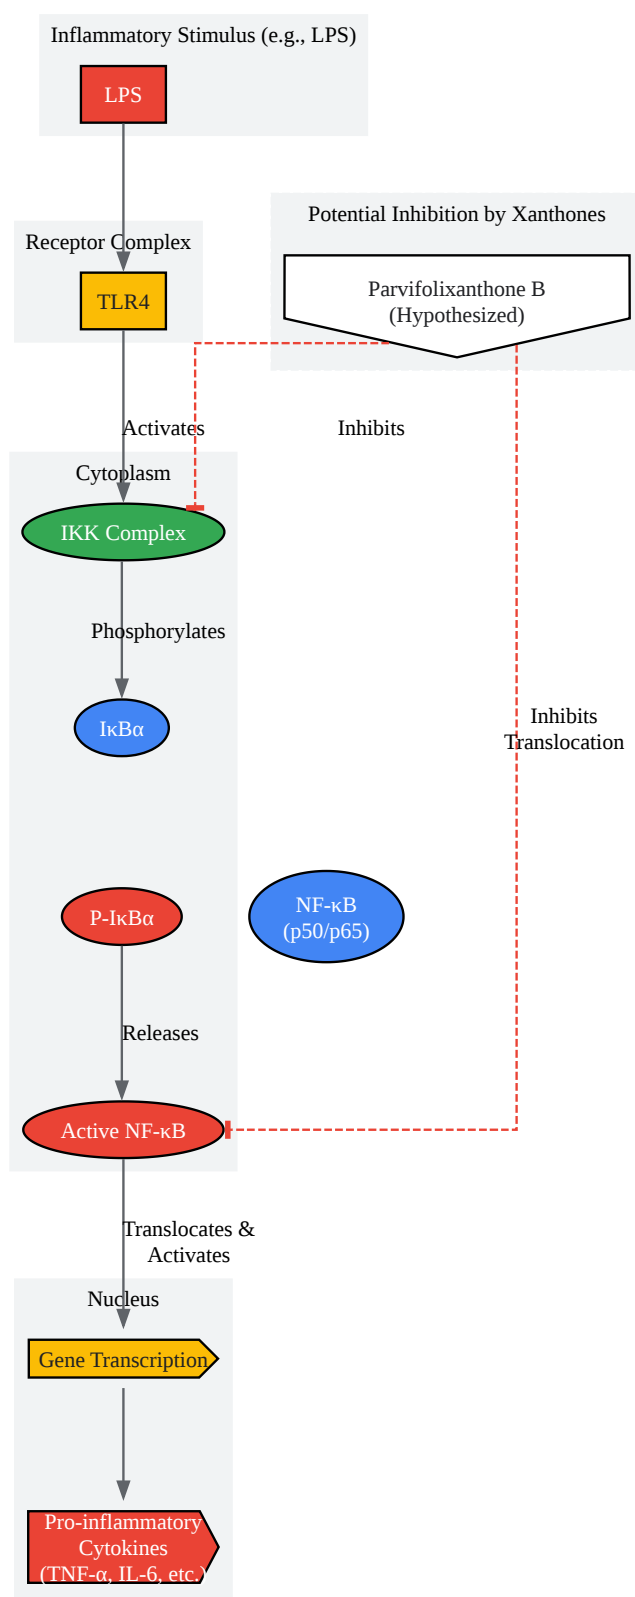 Inflammatory Stimulus (e.g., LPS)
LPS
Receptor Complex
TLR4
Potential Inhibition by Xanthones
Parvifolixanthone B
(Hypothesized)
Activates
Inhibits
Cytoplasm
IKK Complex
Phosphorylates
IκBα
Inhibits
Translocation
P-IκBα
NF-κB
(p50/p65)
Releases
Active NF-κB
Translocates &
Activates
Nucleus
Gene Transcription
Pro-inflammatory
Cytokines
(TNF-α, IL-6, etc.)